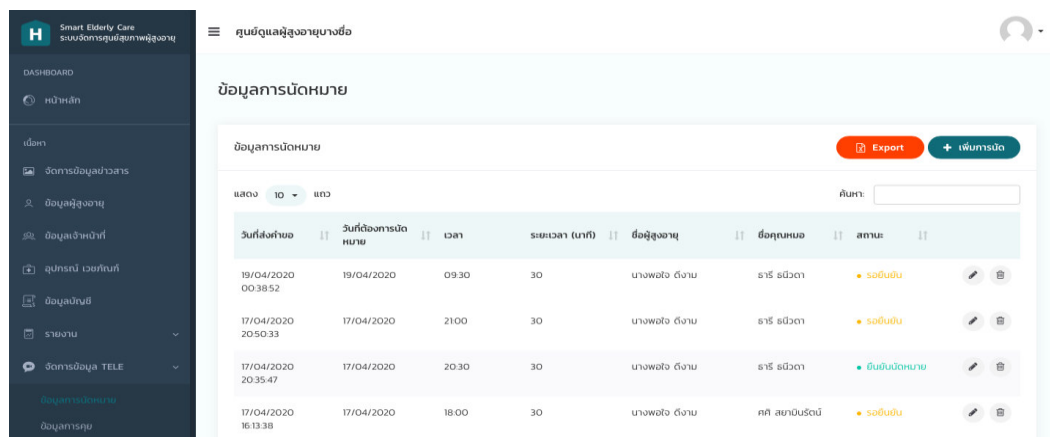 H
Smart Elderly Care
ระบบจัดการศูนย์สุขภาพผู้สูงอายุ
ศูนย์ดูแลผู้สูงอายุบางซื่อ
DASHBOARD
หน้าหลัก
เนื้อหา
จัดการข้อมูลข่าวสาร
ข้อมูลผู้สูงอายุ
ข้อมูลเจ้าหน้าที่
อุปกรณ์ เวชภัณฑ์
ข้อมูลบัญชี
รายงาน
จัดการข้อมูล TELE
ข้อมูลการนัดหมาย
ข้อมูลการคุย
ข้อมูลการนัดหมาย
ข้อมูลการนัดหมาย
Export
+ เพิ่มการนัด
แสดง 10 แถว
ค้นหา:
วันที่ส่งคำขอ วันที่ต้องการนัดหมาย เวลา ระยะเวลา (นาที) ชื่อผู้สูงอายุ ชื่อคุณหมอ สถานะ
19/04/2020 19/04/2020 09:30 30 นางพอใจ ดีงาม ธารี ธนีวตา รอยืนยัน
00:38:52
17/04/2020 17/04/2020 21:00 30 นางพอใจ ดีงาม ธารี ธนีวตา รอยืนยัน
20:50:33
17/04/2020 17/04/2020 20:30 30 นางพอใจ ดีงาม ธารี ธนีวตา ยืนยันนัดหมาย
20:35:47
17/04/2020 17/04/2020 18:00 30 นางพอใจ ดีงาม ศศิ สยามินรัตน์ รอยืนยัน
16:13:38